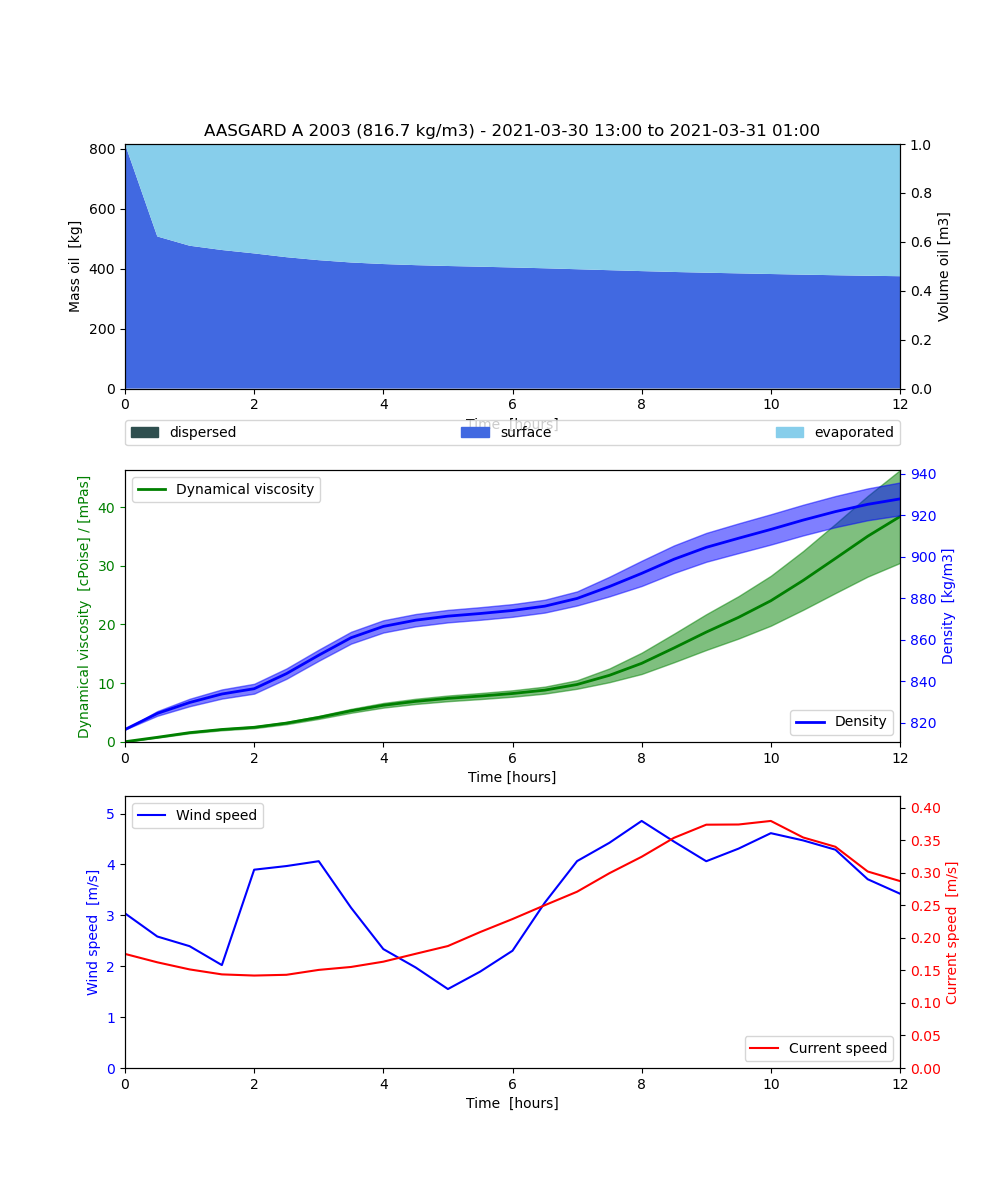 AASGARD A 2003 (816.7 kg/m3) - 2021-03-30 13:00 to 2021-03-31 01:00
Mass oil  [kg]
800
600
400
200
0
Volume oil [m3]
1.0
0.8
0.6
0.4
0.2
0.0
0 2 4 6 8 10 12
Time  [hours]
dispersed surface evaporated
Dynamical viscosity  [cPoise] / [mPas]
40
30
20
10
0
Dynamical viscosity
Density  [kg/m3]
940
920
900
880
860
840
820
Density
0 2 4 6 8 10 12
Time [hours]
Wind speed  [m/s]
5
4
3
2
1
0
Wind speed
Current speed  [m/s]
0.40
0.35
0.30
0.25
0.20
0.15
0.10
0.05
0.00
Current speed
0 2 4 6 8 10 12
Time  [hours]